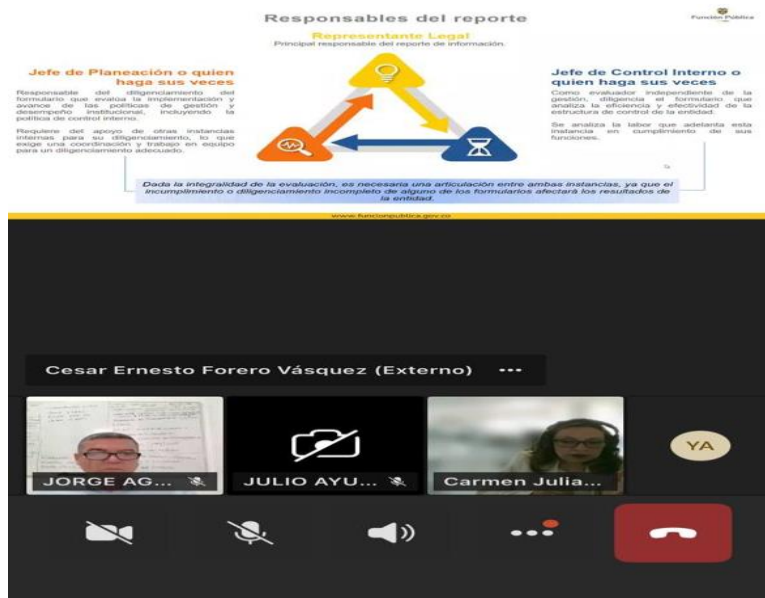 Responsables del reporte
Función Pública
Representante Legal
Principal responsable del reporte de información.
Jefe de Planeación o quien
haga sus veces
Responsable del diligenciamiento del
formulario que evalúa la implementación y
avance de las políticas de gestión y
desempeño institucional, incluyendo la
política de control interno.
Requiere del apoyo de otras instancias
internas para su diligenciamiento, lo que
exige una coordinación y trabajo en equipo
para un diligenciamiento adecuado.
Jefe de Control Interno o
quien haga sus veces
Como evaluador independiente de la
gestión, diligencia el formulario que
analiza la eficiencia y efectividad de la
estructura de control de la entidad.
Se analiza la labor que adelanta esta
instancia en cumplimiento de sus
funciones.
Dada la integralidad de la evaluación, es necesaria una articulación entre ambas instancias, ya que el
incumplimiento o diligenciamiento incompleto de alguno de los formularios afectará los resultados de
la entidad.
www.funcionpublica.gov.co
Cesar Ernesto Forero Vásquez (Externo) •••
JORGE AG...
JULIO AYU...
Carmen Julia...
YA